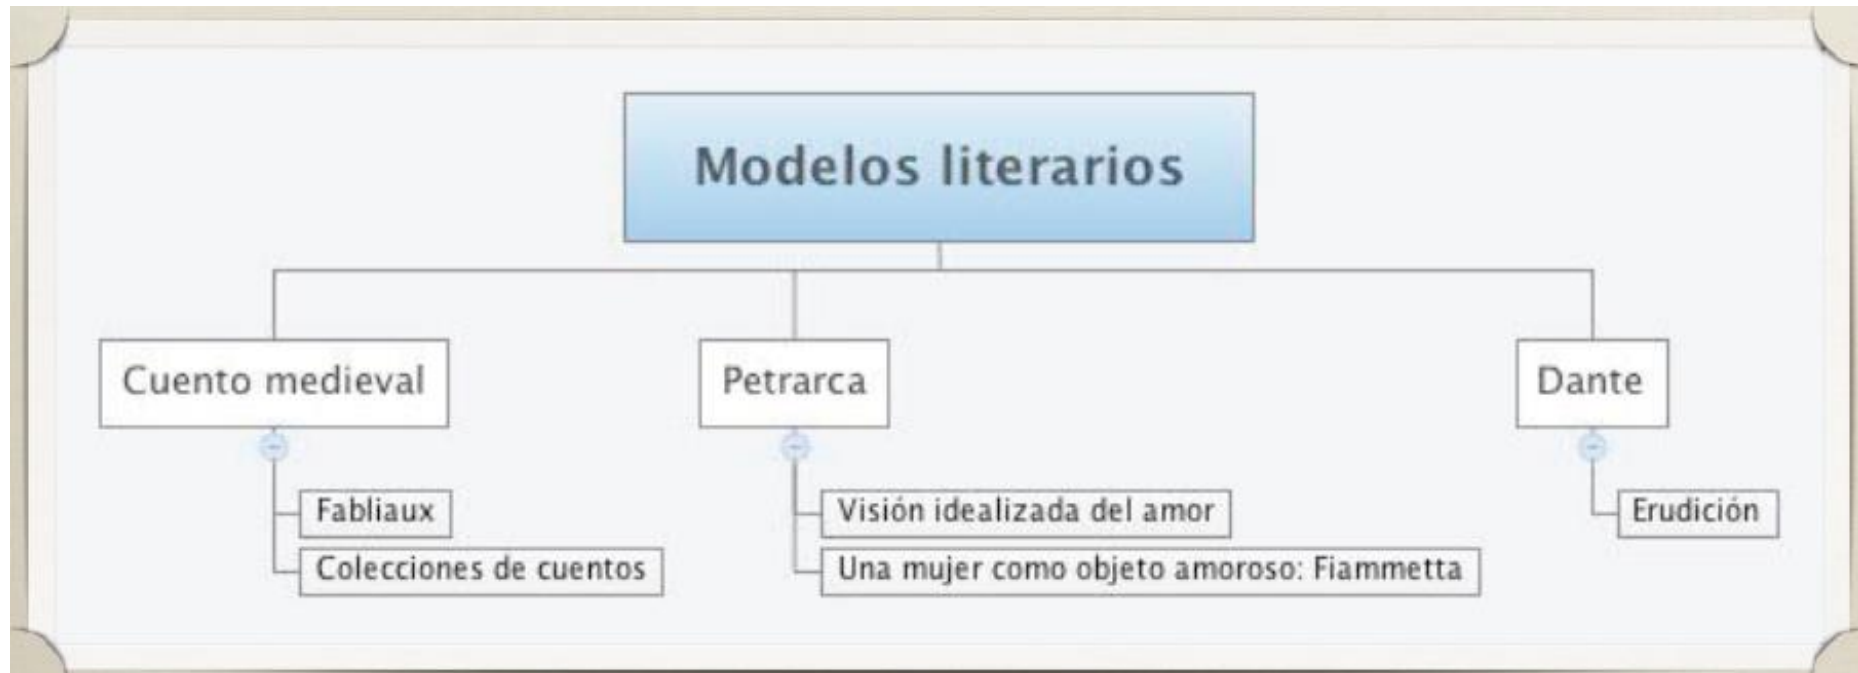 Modelos literarios
Cuento medieval
Fabliaux
Colecciones de cuentos
Petrarca
Visión idealizada del amor
Una mujer como objeto amoroso: Fiammetta
Dante
Erudición